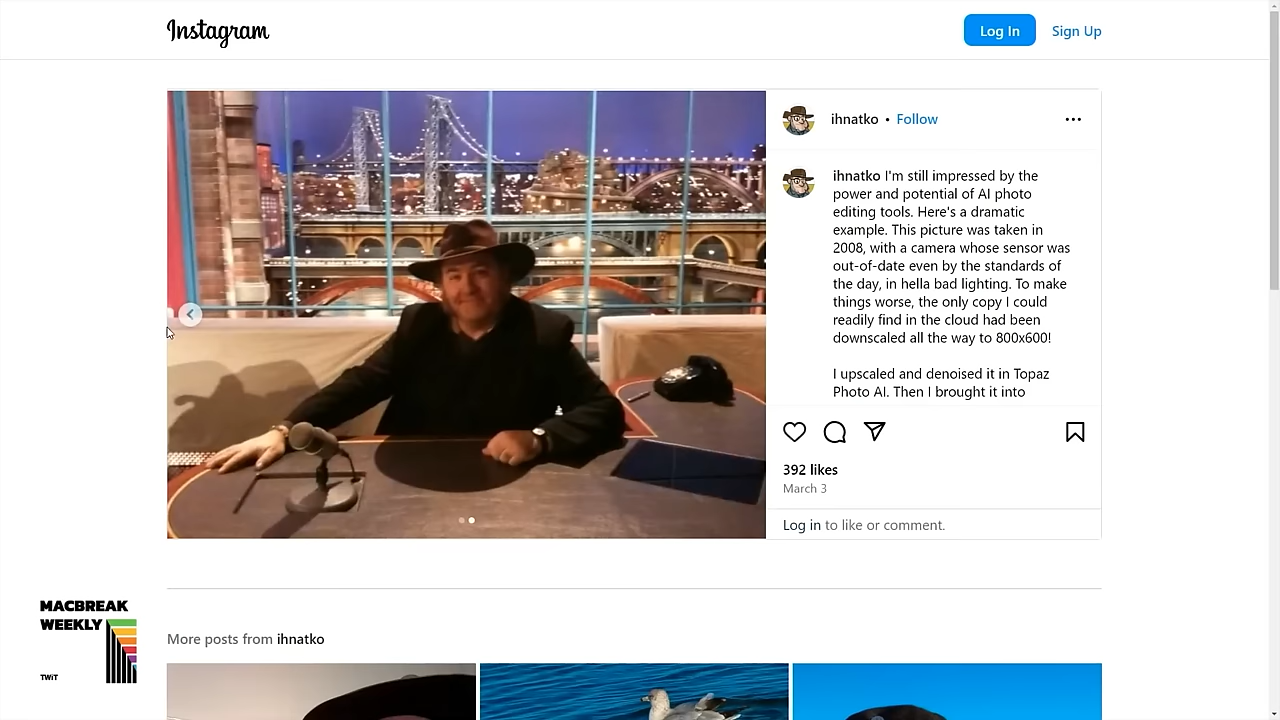 Instagram
Log In
Sign Up
ihnatko • Follow
ihnatko I'm still impressed by the
power and potential of AI photo
editing tools. Here's a dramatic
example. This picture was taken in
2008, with a camera whose sensor was
out-of-date even by the standards of
the day, in hella bad lighting. To make
things worse, the only copy I could
readily find in the cloud had been
downscaled all the way to 800x600!
I upscaled and denoised it in Topaz
Photo AI. Then I brought it into
392 likes
March 3
Log in to like or comment.
MACBREAK
WEEKLY
TWiT
More posts from ihnatko